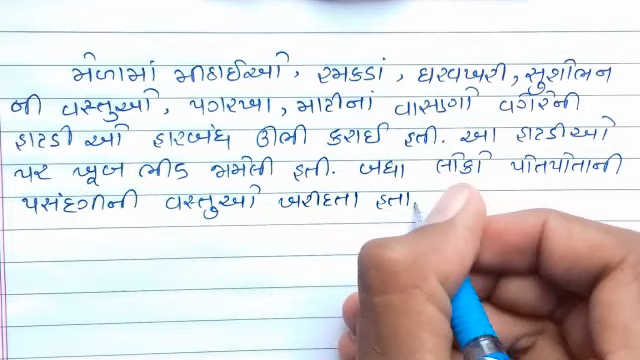 મેળામાં મીઠાઈઓ, રમકડાં, ઘરવખરી, સુશોભન
ની વસ્તુઓ, પગરખા, માટીનાં વાસણો વગેરેની
હાટડીઓ હારબંધ ઊભી કરાઈ હતી. આ હાટડીઓ
પર ખૂબ ભીડ જામેલી હતી. બધા લોકો પોતપોતાની
પસંદગીની વસ્તુઓ ખરીદતા હતા.